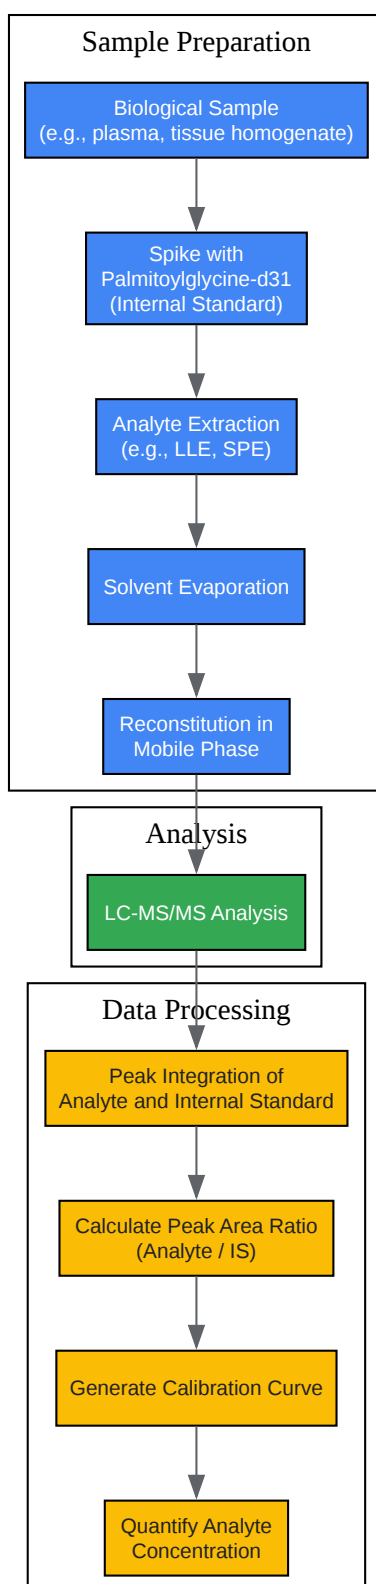 Sample Preparation
Biological Sample
(e.g., plasma, tissue homogenate)
Spike with
Palmitoylglycine-d31
(Internal Standard)
Analyte Extraction
(e.g., LLE, SPE)
Solvent Evaporation
Reconstitution in
Mobile Phase
Analysis
LC-MS/MS Analysis
Data Processing
Peak Integration of
Analyte and Internal Standard
Calculate Peak Area Ratio
(Analyte / IS)
Generate Calibration Curve
Quantify Analyte
Concentration